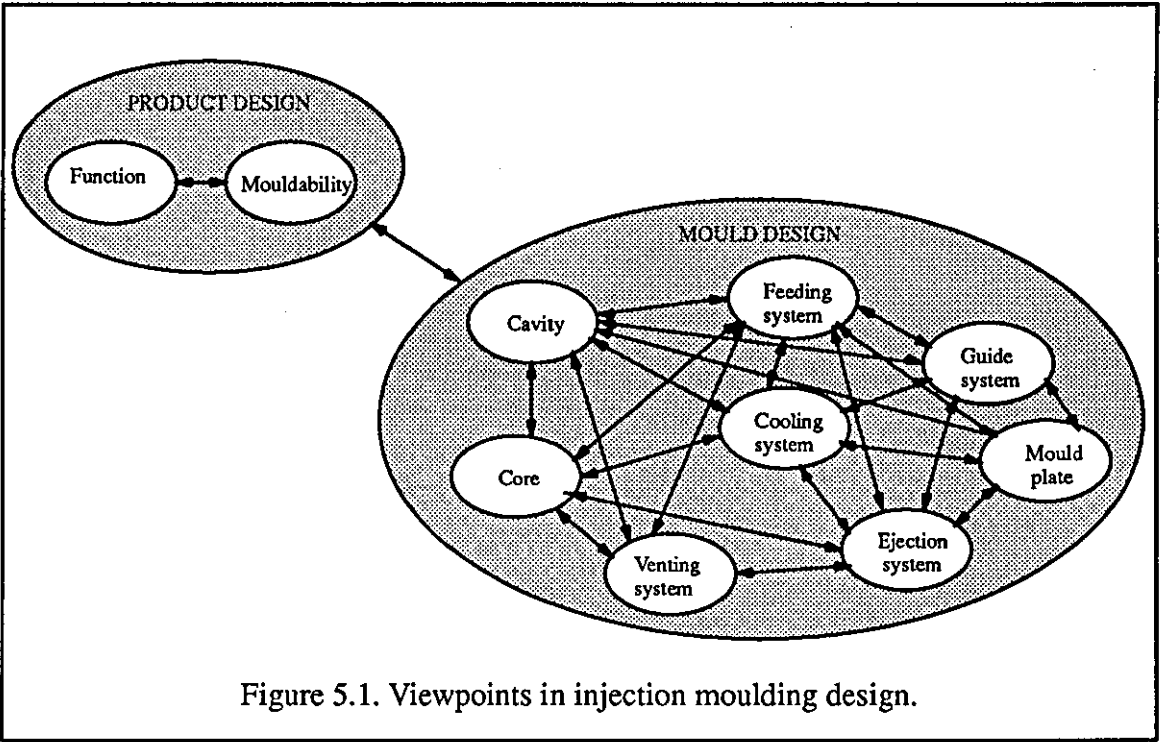 PRODUCT DESIGN
Function
Mouldability
MOULD DESIGN
Feeding
system
Cavity
Guide
system
Cooling
system
Mould
plate
Core
Ejection
system
Venting
system
Figure 5.1. Viewpoints in injection moulding design.